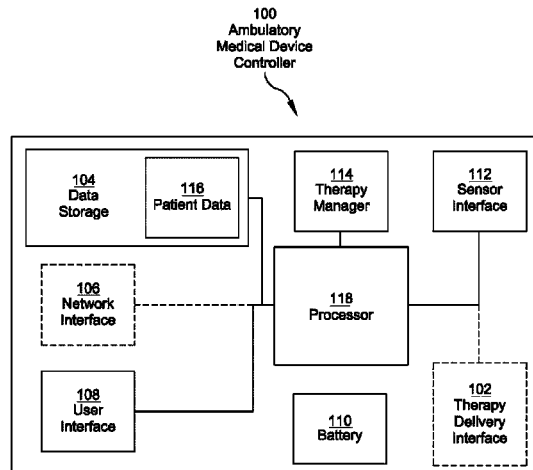 100
Ambulatory
Medical Device
Controller
104
Data
Storage
116
Patient Data
114
Therapy
Manager
112
Sensor
Interface
106
Network
Interface
118
Processor
108
User
Interface
110
Battery
102
Therapy
Delivery
Interface